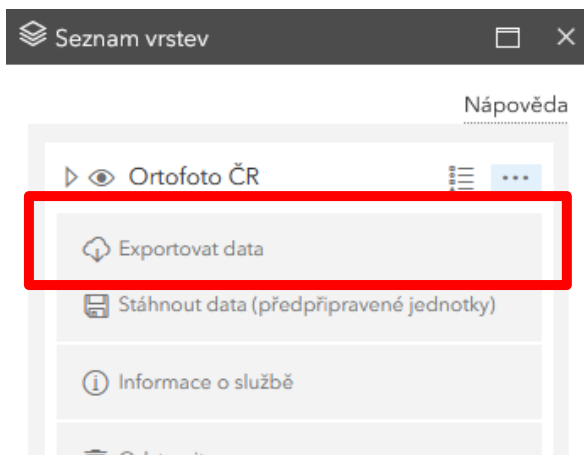 Seznam vrstev
Nápověda
Ortofoto ČR
Exportovat data
Stáhnout data (předpřipravené jednotky)
Informace o službě